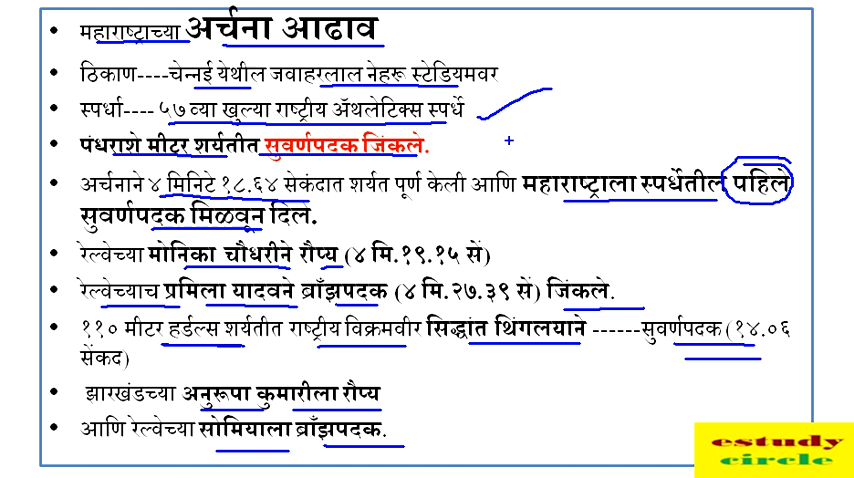 • महाराष्ट्राच्या अर्चना आढाव
• ठिकाण----चेन्नई येथील जवाहरलाल नेहरू स्टेडियमवर
• स्पर्धा---- ५७ व्या खुल्या राष्ट्रीय ॲथलेटिक्स स्पर्धे
• पंधराशे मीटर शर्यतीत सुवर्णपदक जिंकले.
• अर्चनाने ४ मिनिटे १८.६४ सेकंदात शर्यत पूर्ण केली आणि महाराष्ट्राला स्पर्धेतील पहिले
सुवर्णपदक मिळवून दिले.
• रेल्वेच्या मोनिका चौधरीने रौप्य (४ मि.१९.१५ सें)
• रेल्वेच्याच प्रमिला यादवने ब्राँझपदक (४ मि.२७.३९ सें) जिंकले.
• ११० मीटर हर्डल्स शर्यतीत राष्ट्रीय विक्रमवीर सिद्धांत थिंगलयाने ------सुवर्णपदक (१४.०६
सेंकद)
• झारखंडच्या अनुरूपा कुमारीला रौप्य
• आणि रेल्वेच्या सोमियाला ब्राँझपदक.
estudy
circle